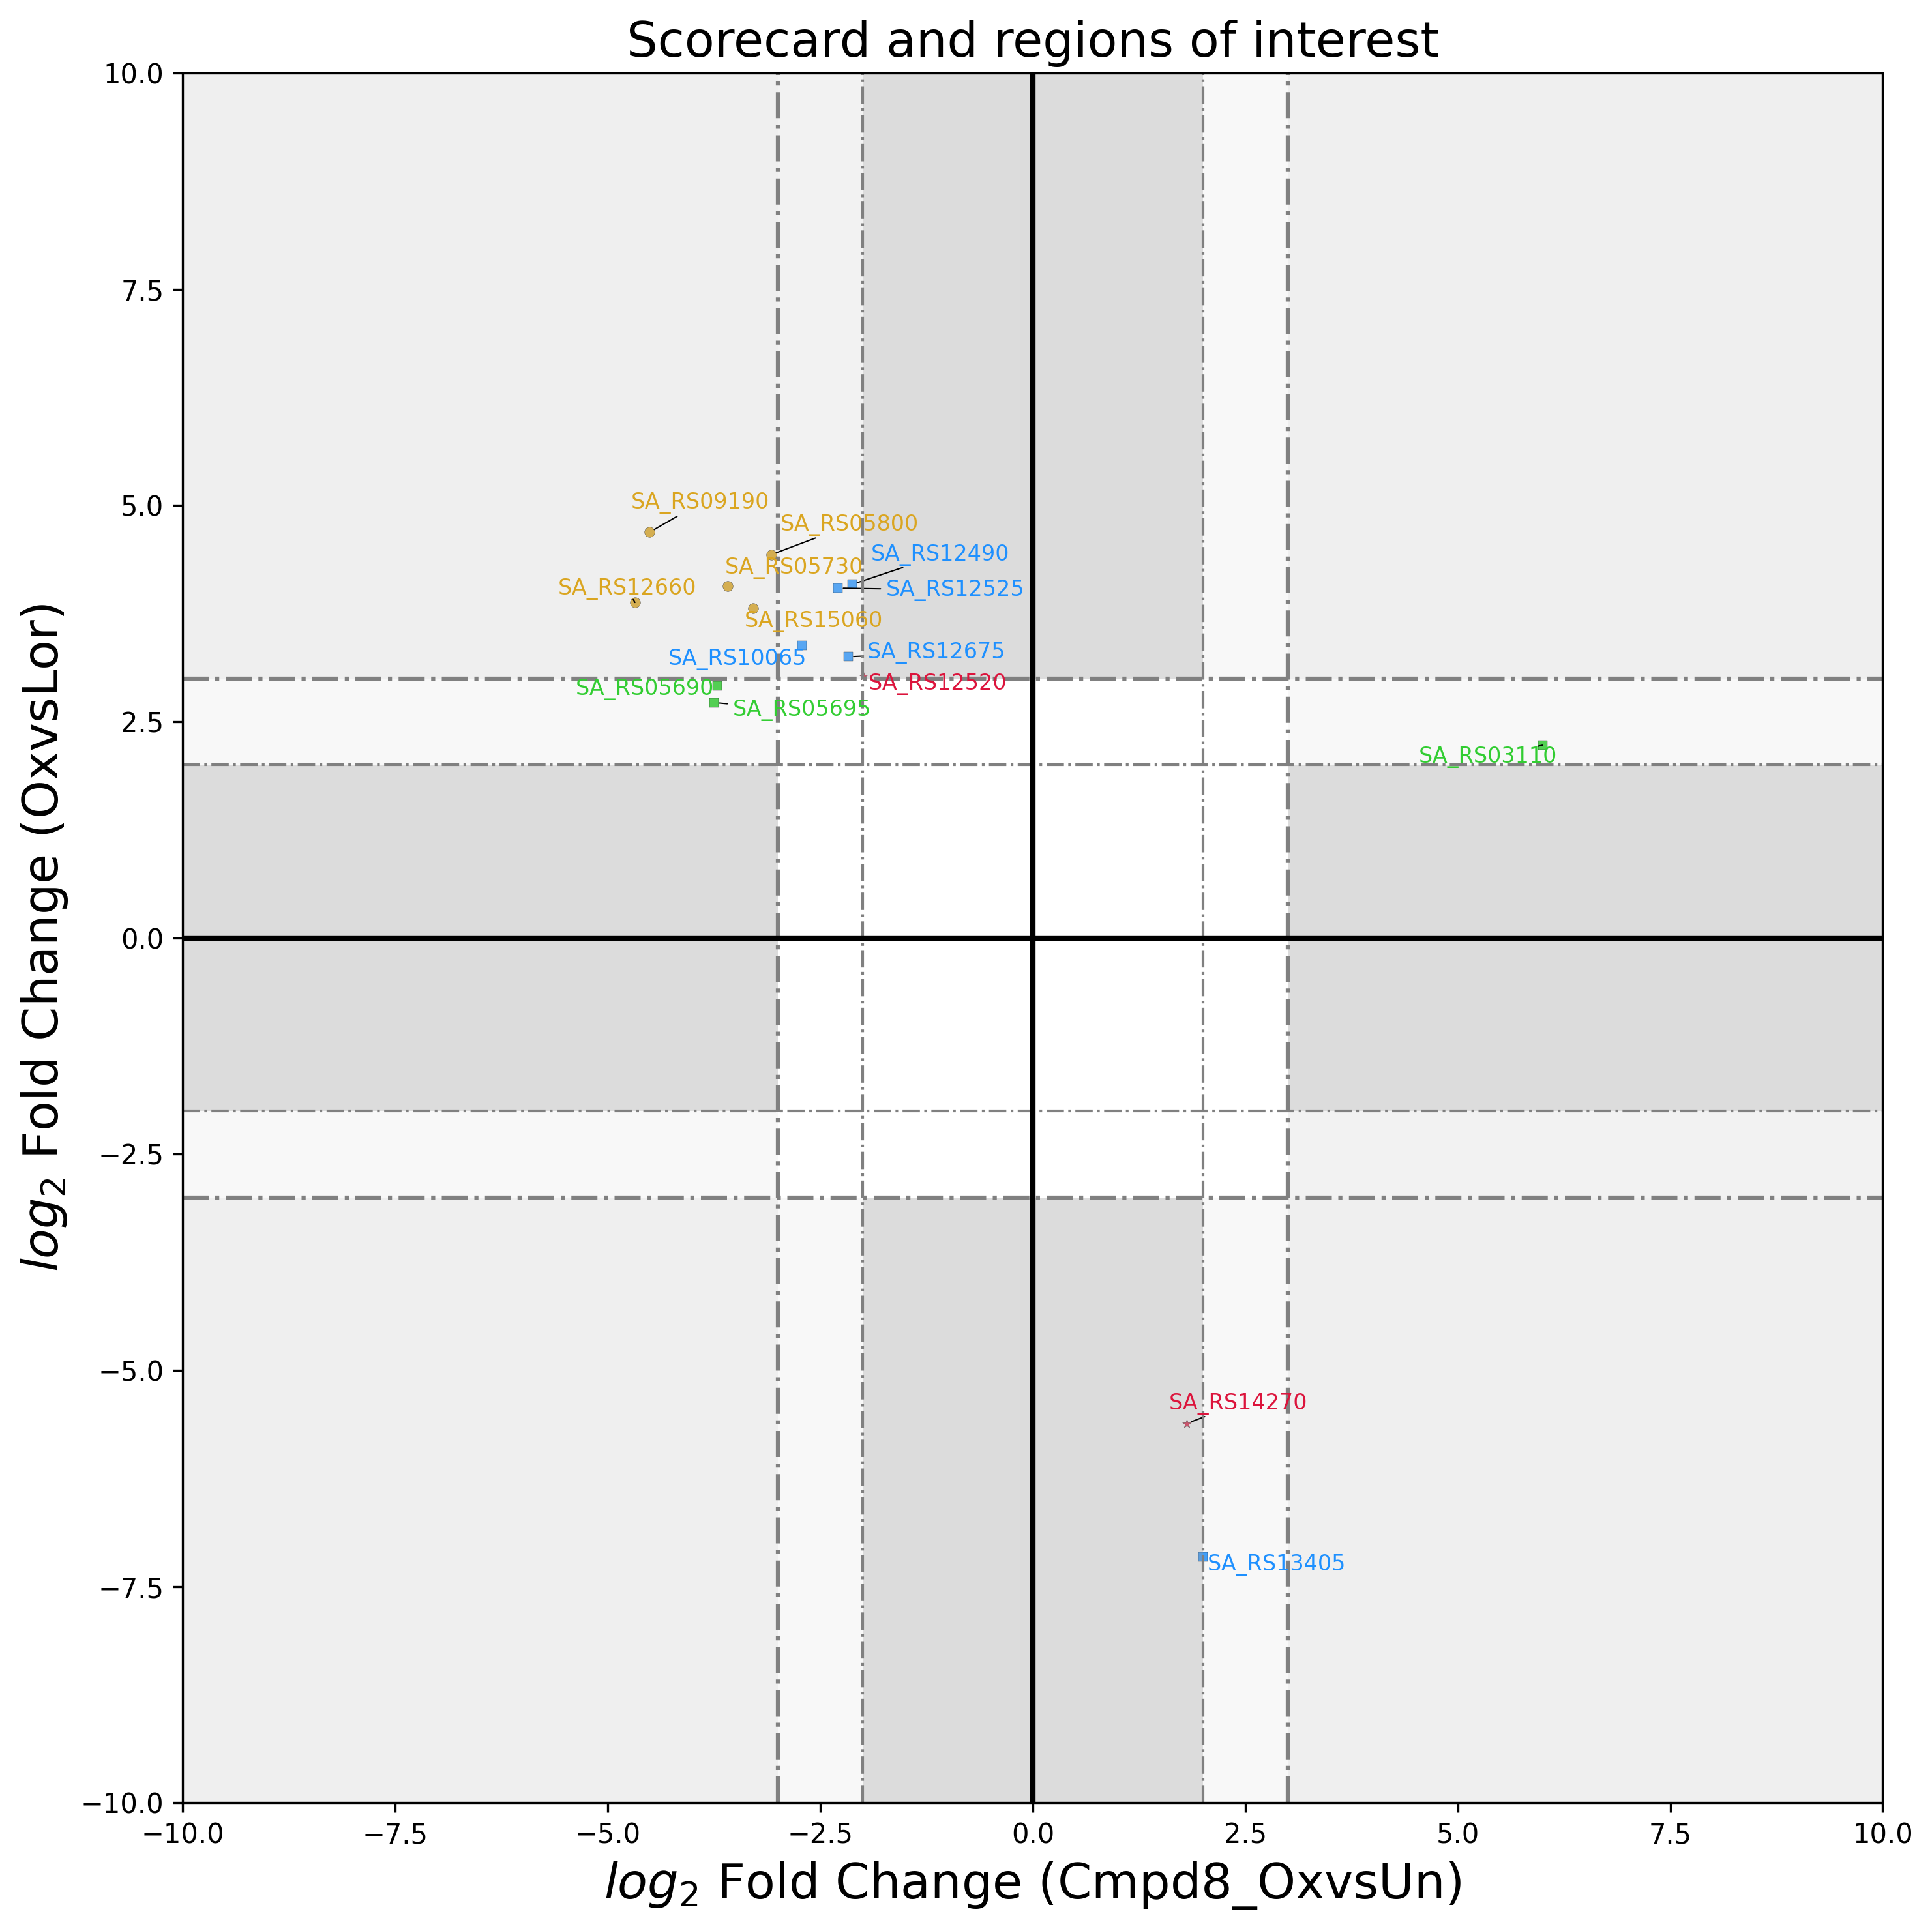 Scorecard and regions of interest
log2 Fold Change (OxvsLor)
10.0
7.5
5.0
2.5
0.0
−2.5
−5.0
−7.5
−10.0
SA_RS09190
SA_RS05800
SA_RS12490
SA_RS05730
SA_RS12660
SA_RS12525
SA_RS15060
SA_RS12675
SA_RS10065
SA_RS12520
SA_RS05690
SA_RS05695
SA_RS03110
SA_RS14270
SA_RS13405
−10.0 −7.5 −5.0 −2.5 0.0 2.5 5.0 7.5 10.0
log2 Fold Change (Cmpd8_OxvsUn)